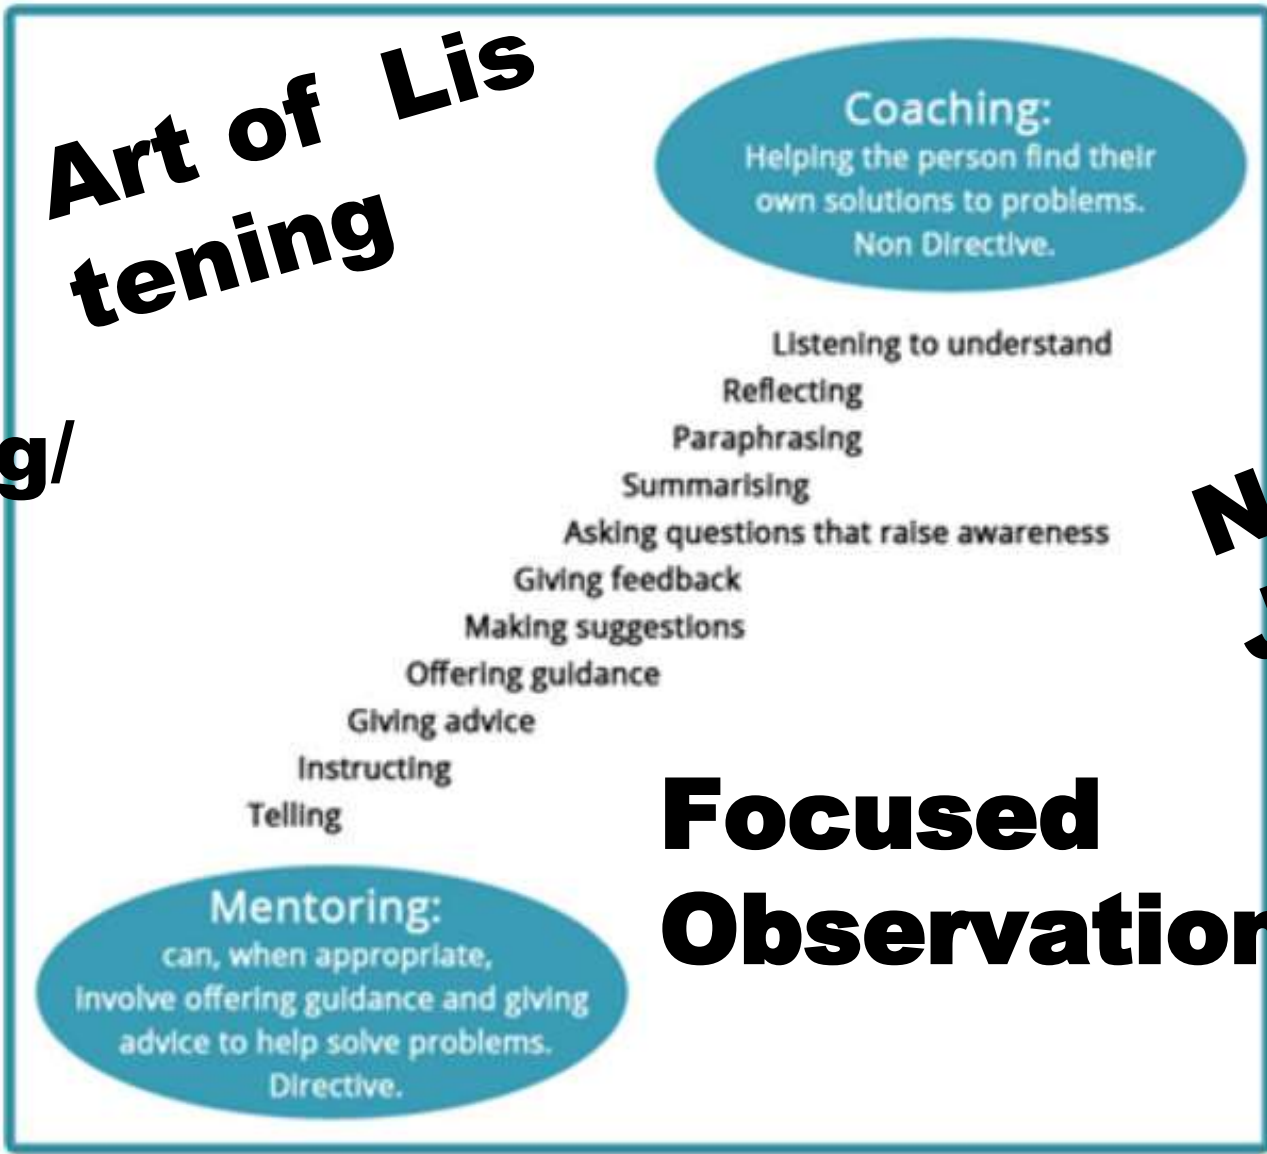 Art of Lis
tening
Coaching:
Helping the person find their
own solutions to problems.
Non Directive.
Listening to understand
Reflecting
Paraphrasing
g/
Summarising
Asking questions that raise awareness
Giving feedback
Making suggestions
Offering guidance
Giving advice
Instructing
Telling
Focused
Observation
Mentoring:
can, when appropriate,
involve offering guidance and giving
advice to help solve problems.
Directive.